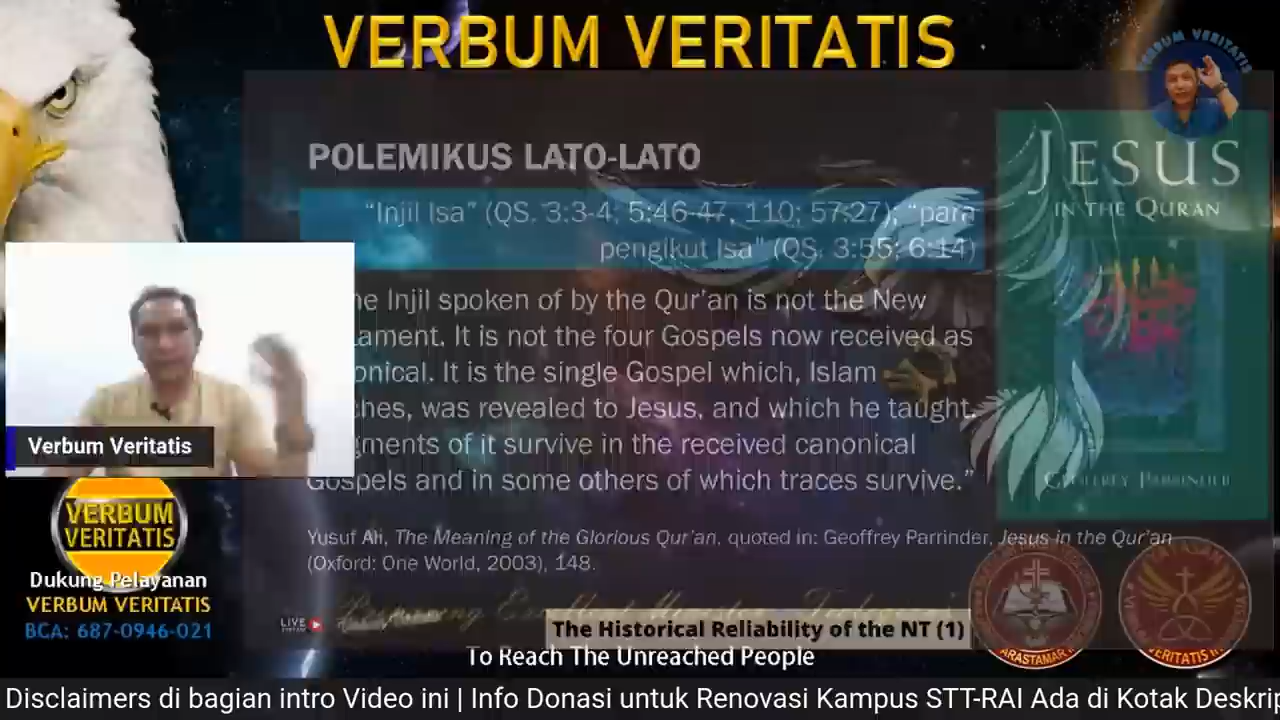 VERBUM VERITATIS
VERBUM VERITATIS
POLEMIKUS LATO-LATO
“Injil Isa” (QS. 3:3-4; 5:46-47, 110; 57:27); “para
pengikut Isa” (QS. 3:55; 6:14)
Injil spoken of by the Qur’an is not the New
It is not the four Gospels now received as
It is the single Gospel which, Islam
was revealed to Jesus, and which he taught.
of it survive in the received canonical
Gospels and in some others of which traces survive.”
Yusuf Ali, The Meaning of the Glorious Qur’an, quoted in: Geoffrey Parrinder, Jesus in the Qur’an
(Oxford: One World, 2003), 148.
JESUS
IN THE QURAN
GEOFFREY PARRINDER
Verbum Veritatis
VERBUM
VERITATIS
Dukung Pelayanan
VERBUM VERITATIS
BCA: 687-0946-021
LIVE
The Historical Reliability of the NT (1)
To Reach The Unreached People
Disclaimers di bagian intro Video ini | Info Donasi untuk Renovasi Kampus STT-RAI Ada di Kotak Deskrip